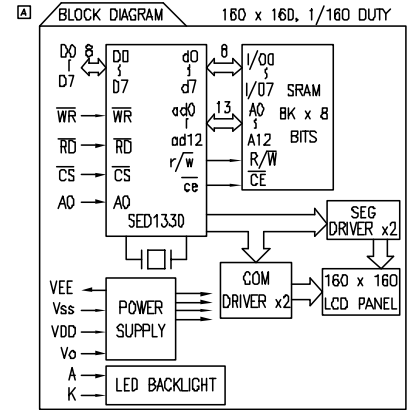 A BLOCK DIAGRAM 160 x 160, 1/160 DUTY
D0 8 D0 d0 8 I/O0
D7 D7 d7 I/O7
SRAM
8K x 8
BITS
WR WR ad0 13 A0
RD RD ad12 A12
r/w R/W
CS CS ce CE
A0 A0
SED1330
SEG
DRIVER x2
COM
DRIVER x2
160 x 160
LCD PANEL
VEE
Vss
VDD
Vo
POWER
SUPPLY
A
K
LED BACKLIGHT